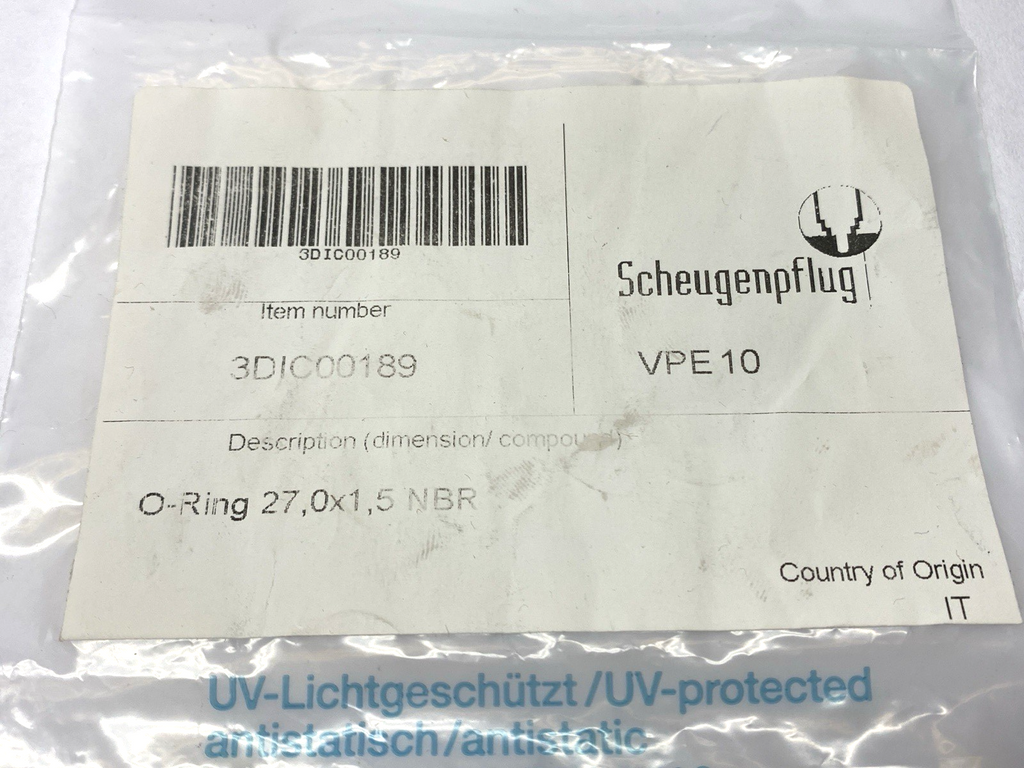 3DIC00189
Scheugenpflug
Item number
3DIC00189
VPE 10
Description (dimension/ compound)
O-Ring 27,0x1,5 NBR
Country of Origin
IT
UV-Lichtgeschützt/UV-protected
antistatisch/antistatic